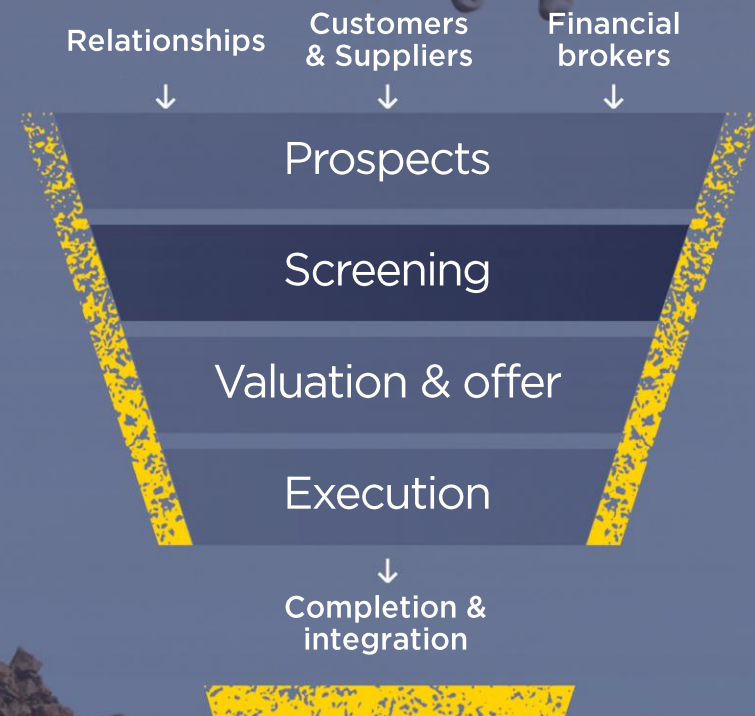 Relationships
Customers
& Suppliers
Financial
brokers
↓ ↓ ↓
Prospects
Screening
Valuation & offer
Execution
↓
Completion &
integration